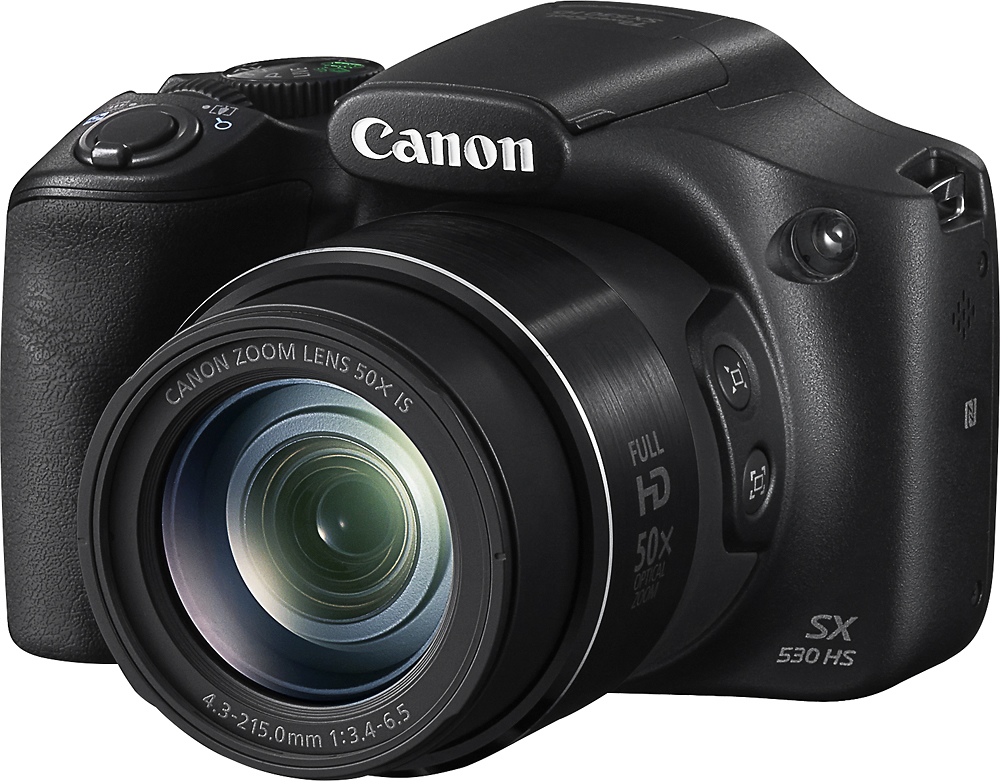 Canon
CANON ZOOM LENS 50X IS
FULL
HD
50X
OPTICAL
ZOOM
SX
530 HS
4.3-215.0mm 1:3.4-6.5